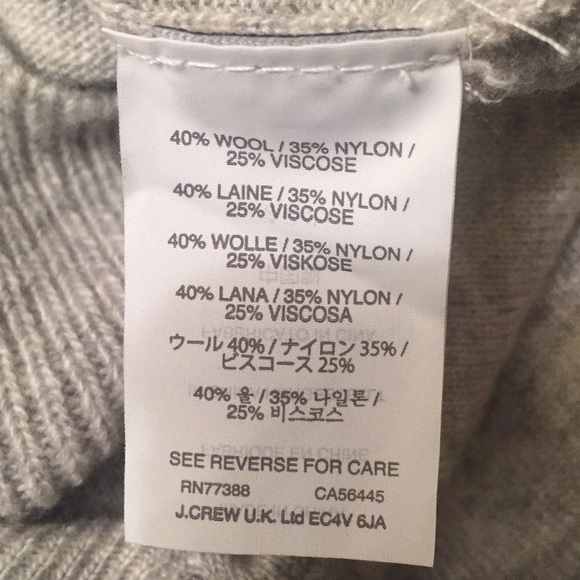 40% WOOL / 35% NYLON /
25% VISCOSE
40% LAINE / 35% NYLON /
25% VISCOSE
40% WOLLE / 35% NYLON /
25% VISKOSE
40% LANA / 35% NYLON /
25% VISCOSA
ウール 40% / ナイロン 35% /
ビスコース 25%
40% 울 / 35% 나일론 /
25% 비스코스
SEE REVERSE FOR CARE
RN77388 CA56445
J.CREW U.K. Ltd EC4V 6JA